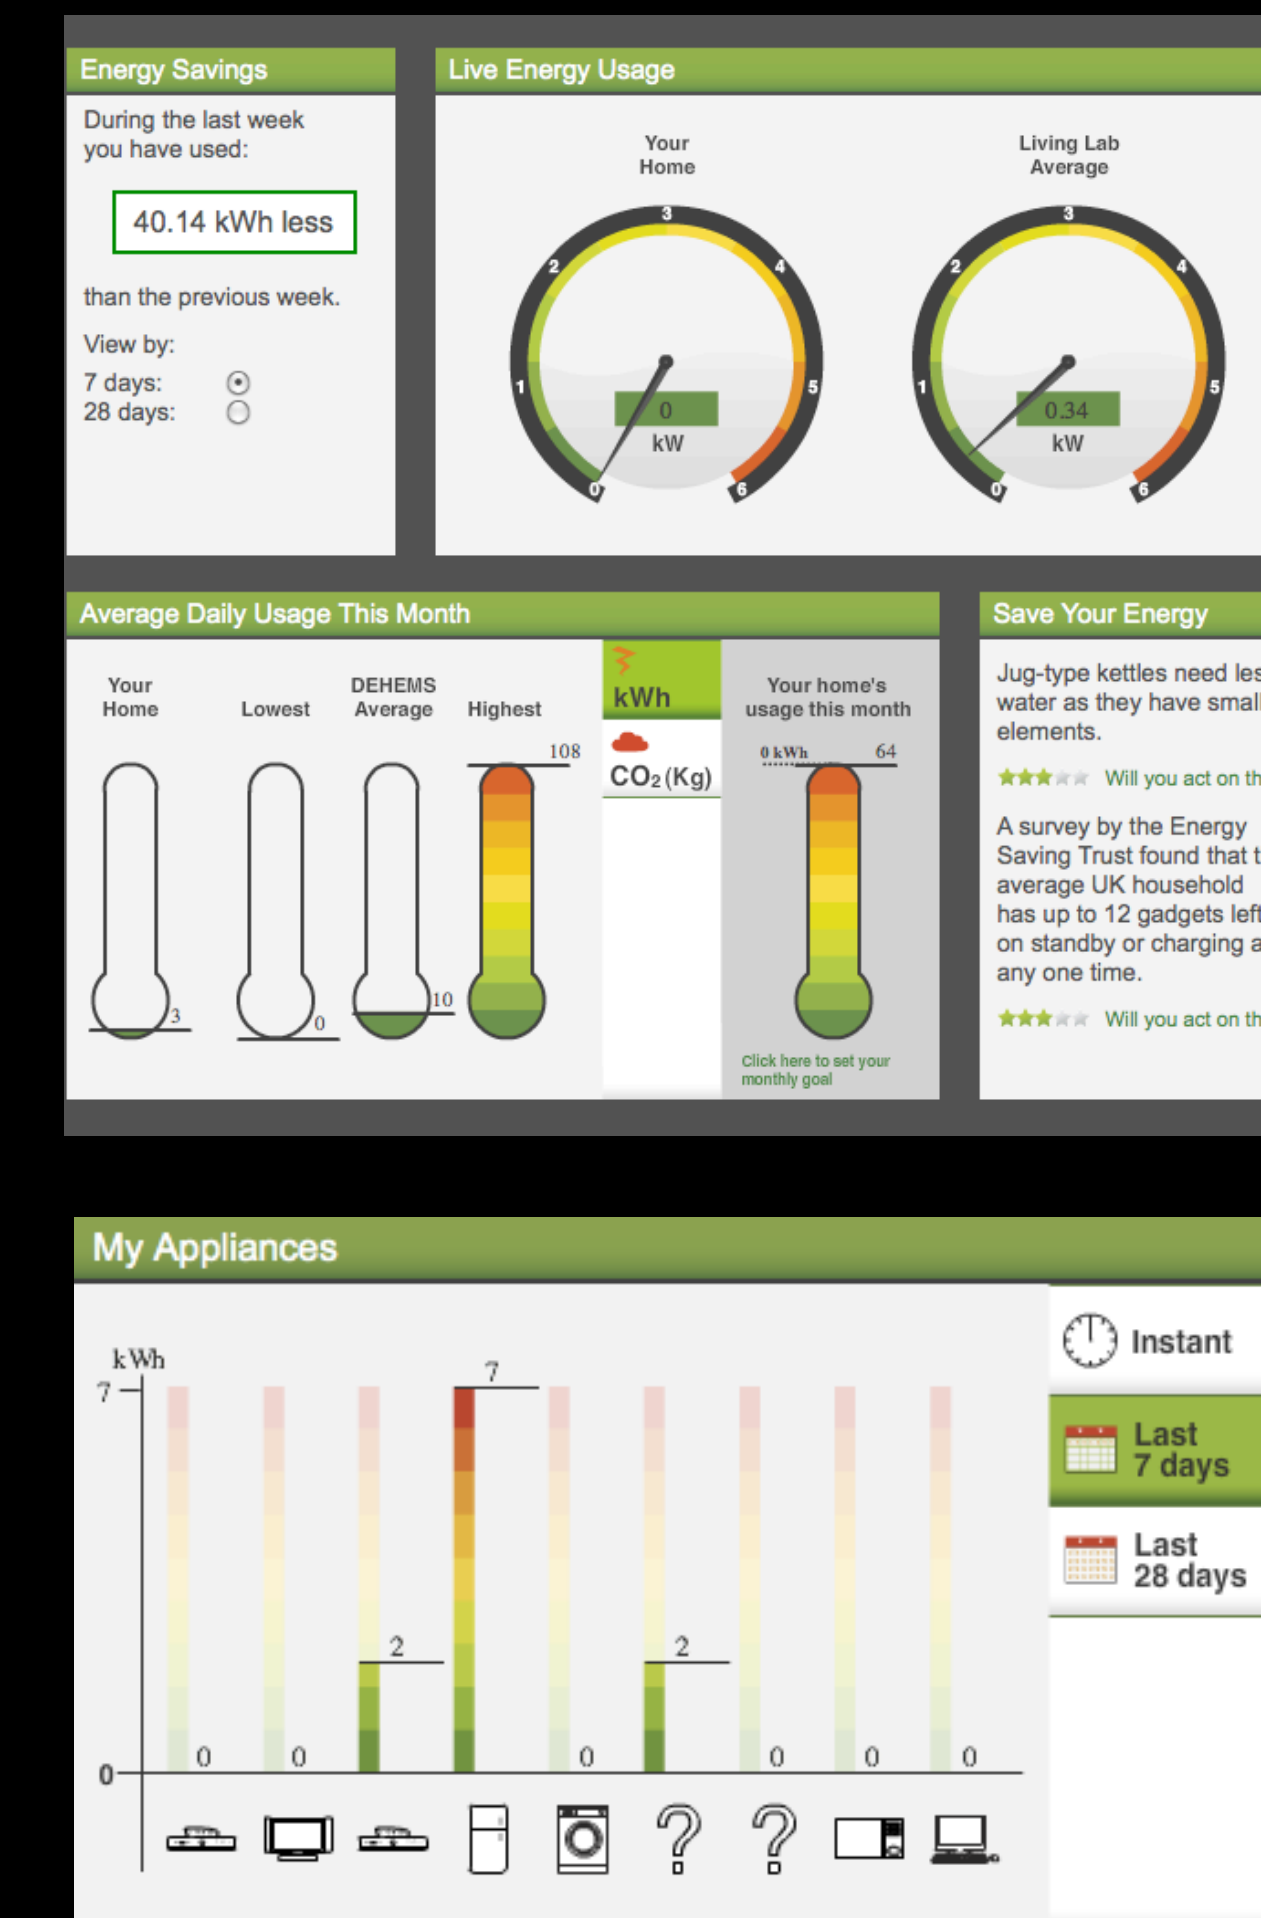 Energy Savings
During the last week
you have used:
40.14 kWh less
than the previous week.
View by:
7 days:
28 days:
Live Energy Usage
Your
Home
0
1
2
3
4
5
6
0
kW
Living Lab
Average
0
1
2
3
4
5
6
0.34
kW
Average Daily Usage This Month
Your
Home
3
Lowest
0
DEHEMS
Average
10
Highest
108
kWh
CO₂(Kg)
Your home's
usage this month
0 kWh
64
Click here to set your
monthly goal
Save Your Energy
Jug-type kettles need
water as they have
elements.
Will you act on
A survey by the Energy
Saving Trust found that
average UK household
has up to 12 gadgets left
on standby or charging
any one time.
Will you act on
My Appliances
kWh
7
0
0
0
2
7
0
2
0
0
0
Instant
Last
7 days
Last
28 days